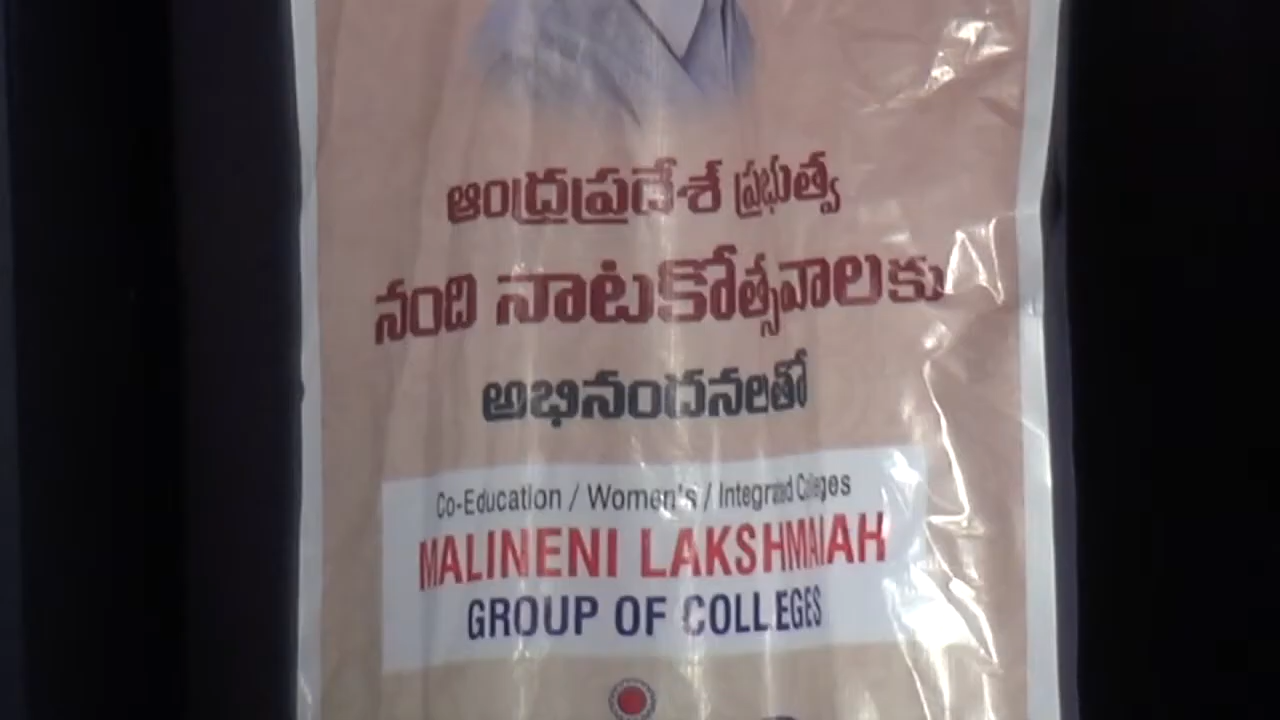 ఆంధ్రప్రదేశ్ ప్రభుత్వ
నంది నాటకోత్సవాలకు
అభినందనలతో
Co-Education / Women's / Integrated Colleges
MALINENI LAKSHMAIAH
GROUP OF COLLEGES